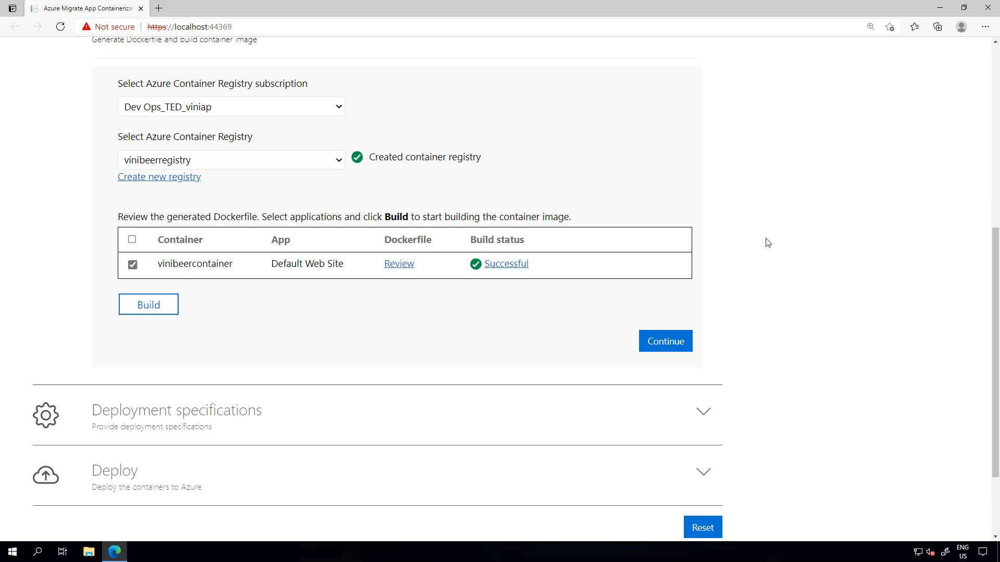 Azure Migrate App Containeriza
Not secure
https://localhost:44369
Generate Dockerfile and build container image
Select Azure Container Registry subscription
Dev Ops_TED_viniap
Select Azure Container Registry
vinibeerregistry
Created container registry
Create new registry
Review the generated Dockerfile. Select applications and click Build to start building the container image.
Container App Dockerfile Build status
vinibeercontainer Default Web Site Review Successful
Build
Continue
Deployment specifications
Provide deployment specifications
Deploy
Deploy the containers to Azure
Reset
ENG
US